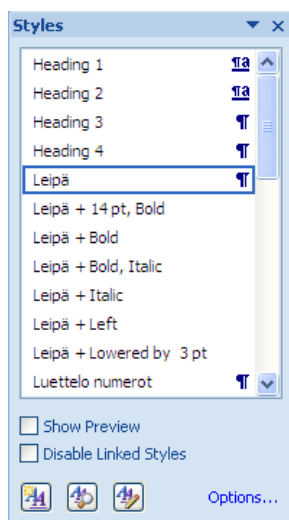 Styles
Heading 1 ¶a
Heading 2 ¶a
Heading 3 ¶
Heading 4 ¶
Leipä ¶
Leipä + 14 pt, Bold
Leipä + Bold
Leipä + Bold, Italic
Leipä + Italic
Leipä + Left
Leipä + Lowered by 3 pt
Luettelo numerot ¶
Show Preview
Disable Linked Styles
Options...